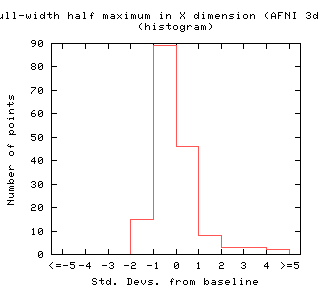 ull-width half maximum in X dimension (AFNI 3d
(histogram)
90
80
70
60
50
40
30
20
10
0
<=-5 -4 -3 -2 -1 0 1 2 3 4 >=5
Number of points
Std. Devs. from baseline